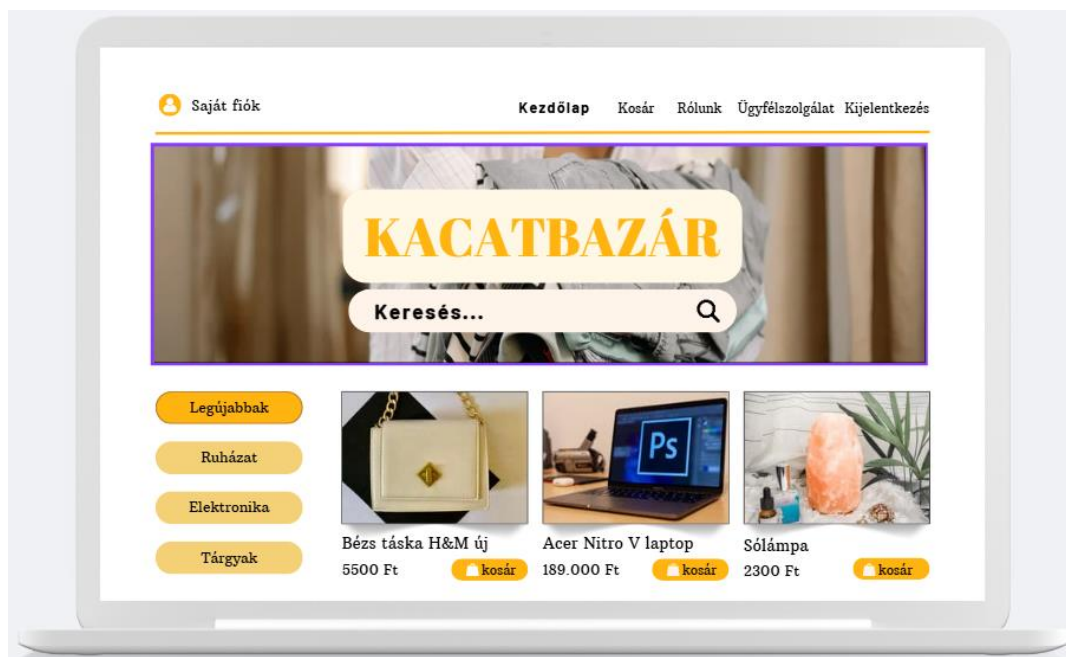 Saját fiók
Kezdőlap Kosár Rólunk Ügyfélszolgálat Kijelentkezés
KACATBAZÁR
Keresés...
Legújabbak
Ruházat
Elektronika
Tárgyak
Ps
Bézs táska H&M új
5500 Ft kosár
Acer Nitro V laptop
189.000 Ft kosár
Sólámpa
2300 Ft kosár